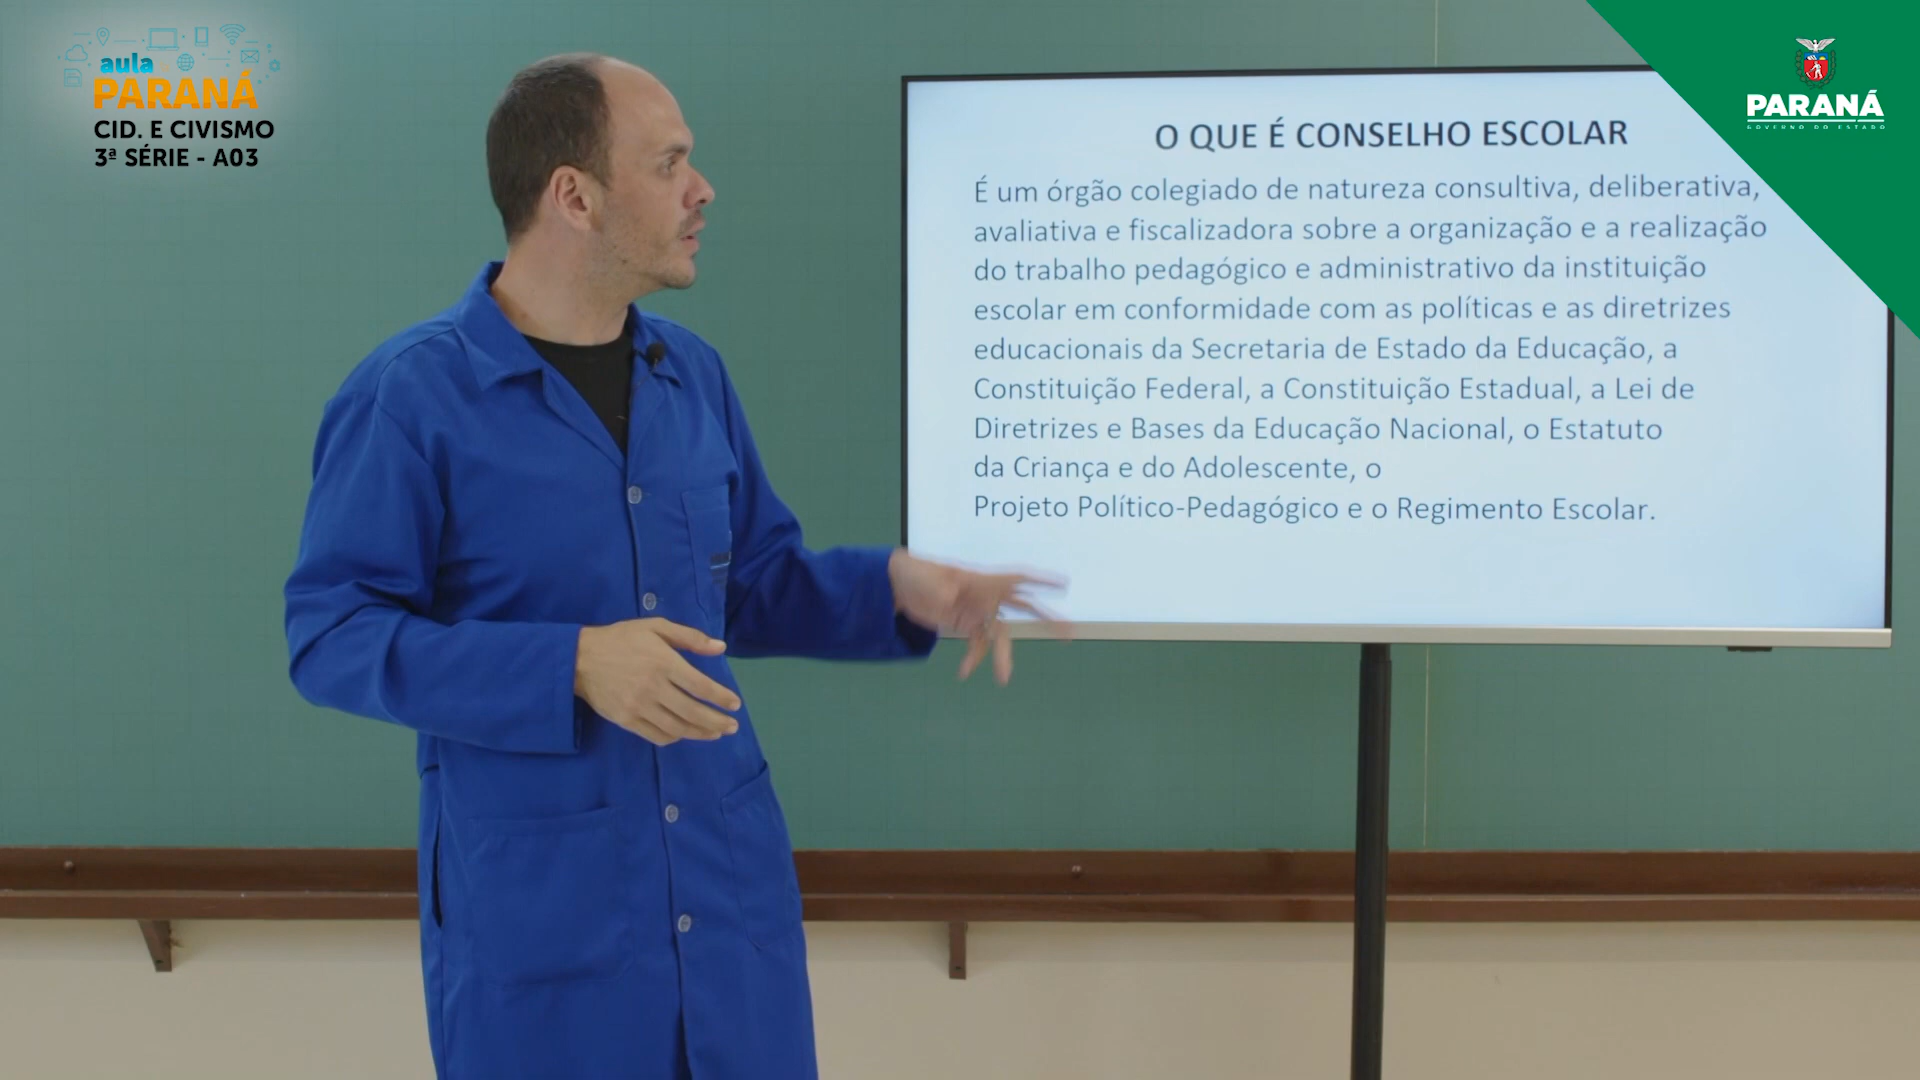 aula
PARANÁ
CID. E CIVISMO
3ª SÉRIE - A03
PARANÁ
GOVERNO DO ESTADO
O QUE É CONSELHO ESCOLAR
É um órgão colegiado de natureza consultiva, deliberativa,
avaliativa e fiscalizadora sobre a organização e a realização
do trabalho pedagógico e administrativo da instituição
escolar em conformidade com as políticas e as diretrizes
educacionais da Secretaria de Estado da Educação, a
Constituição Federal, a Constituição Estadual, a Lei de
Diretrizes e Bases da Educação Nacional, o Estatuto
da Criança e do Adolescente, o
Projeto Político-Pedagógico e o Regimento Escolar.